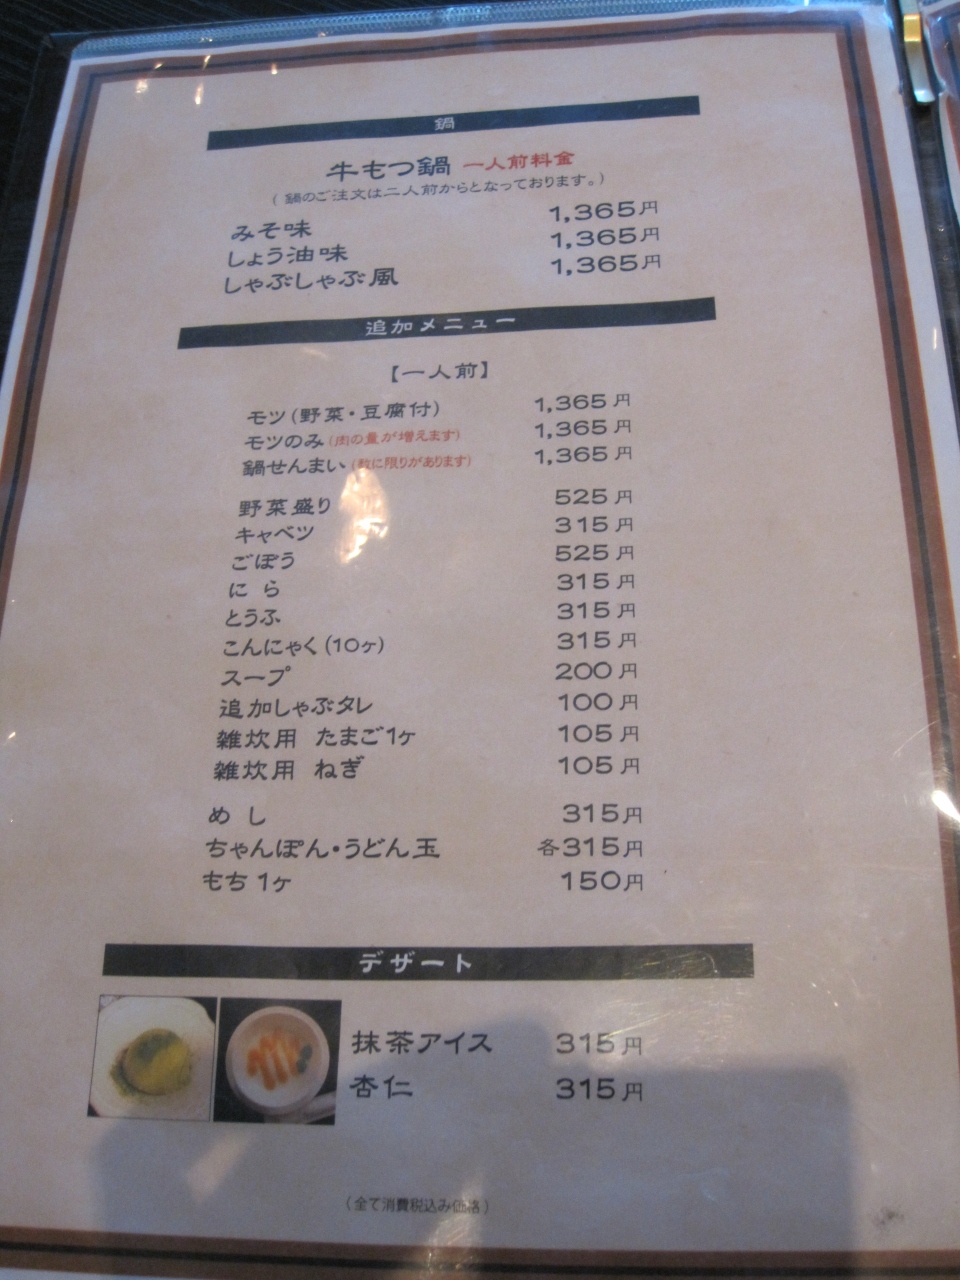 鍋
牛もつ鍋 一人前料金
(鍋のご注文は二人前からとなっております。)
みそ味 1,365円
しょう油味 1,365円
しゃぶしゃぶ風 1,365円
追加メニュー
【一人前】
モツ(野菜・豆腐付) 1,365円
モツのみ(肉の量が増えます) 1,365円
鍋せんまい(数に限りがあります) 1,365円
野菜盛り 525円
キャベツ 315円
ごぼう 525円
にら 315円
とうふ 315円
こんにゃく(10ヶ) 315円
スープ 200円
追加しゃぶタレ 100円
雑炊用 たまご1ヶ 105円
雑炊用 ねぎ 105円
めし 315円
ちゃんぽん・うどん玉 各315円
もち1ヶ 150円
デザート
抹茶アイス 315円
杏仁 315円
(全て消費税込み価格)